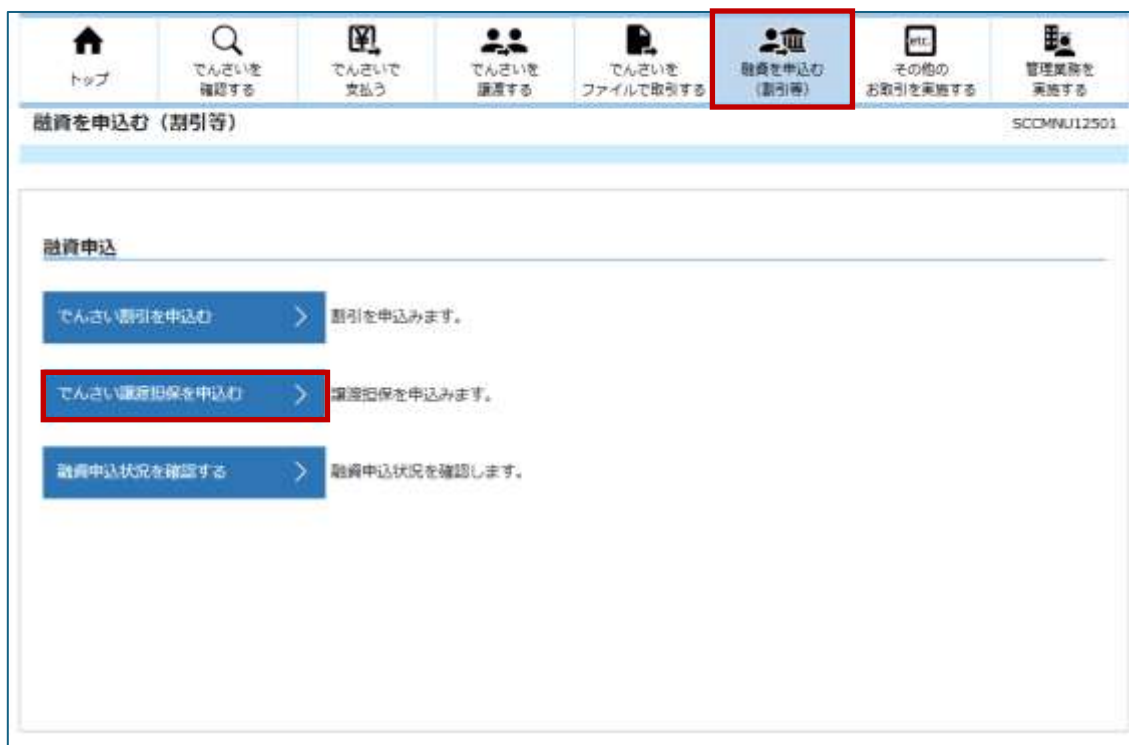 トップ
でんさいを
確認する
でんさいで
支払う
でんさいを
譲渡する
でんさいを
ファイルで取引する
融資を申込む
(割引等)
etc.
その他の
お取引を実施する
管理業務を
実施する
融資を申込む(割引等)
SCCMNU12501
融資申込
でんさい割引を申込む
割引を申込みます。
でんさい譲渡担保を申込む
譲渡担保を申込みます。
融資申込状況を確認する
融資申込状況を確認します。